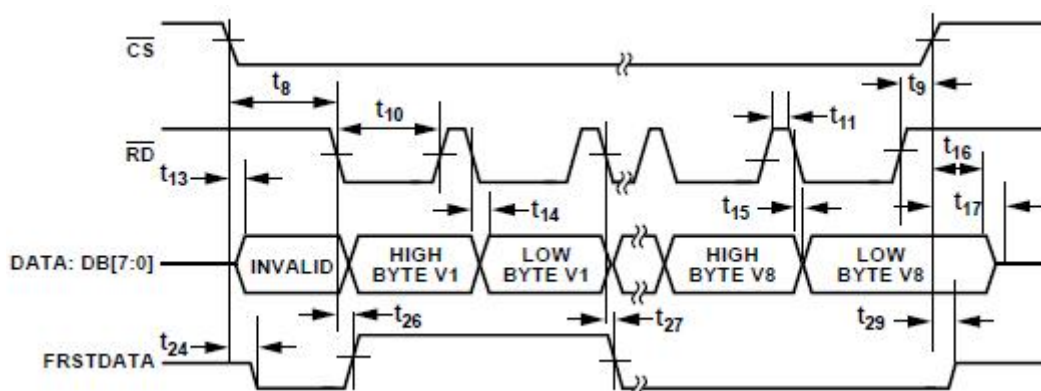 CS
t8
t9
t10
t11
RD
t13
t14
t15
t16
t17
DATA: DB[7:0]
INVALID
HIGH BYTE V1
LOW BYTE V1
HIGH BYTE V8
LOW BYTE V8
t24
t26
t27
t29
FRSTDATA